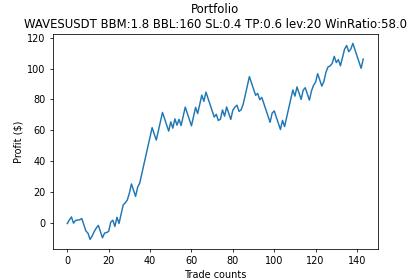 Portfolio
WAVESUSDT BBM:1.8 BBL:160 SL:0.4 TP:0.6 lev:20 WinRatio:58.0
120
100
80
60
40
20
0
Profit ($)
0 20 40 60 80 100 120 140
Trade counts